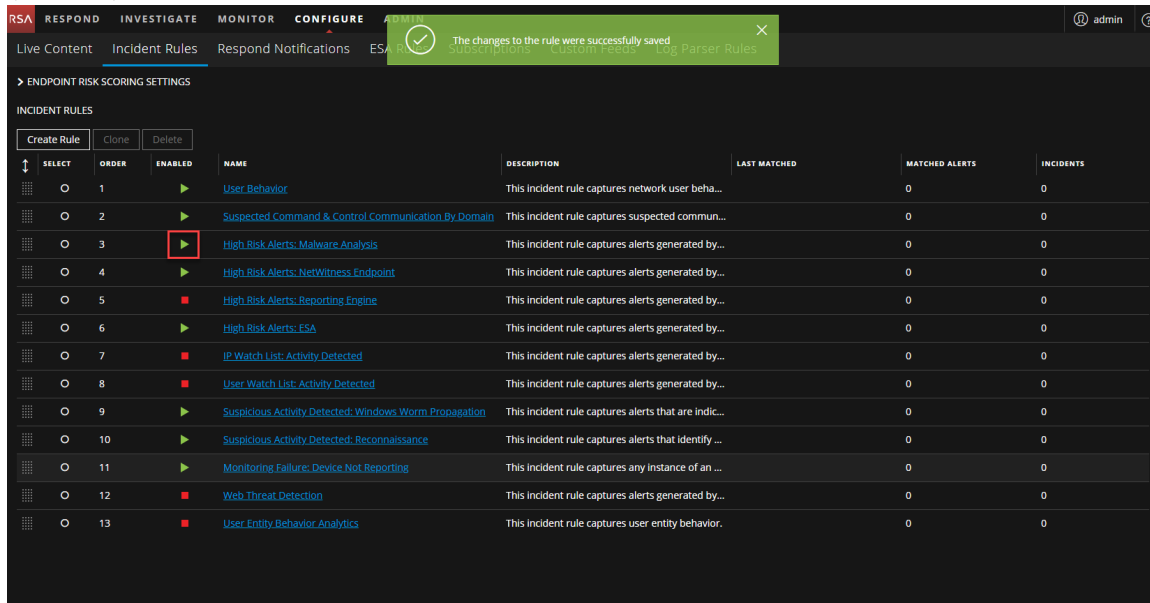 RSA RESPOND INVESTIGATE MONITOR CONFIGURE ADMIN admin
The changes to the rule were successfully saved
Live Content Incident Rules Respond Notifications ESA Rules Subscriptions Custom Feeds Log Parser Rules
ENDPOINT RISK SCORING SETTINGS
INCIDENT RULES
Create Rule Clone Delete
SELECT ORDER ENABLED NAME DESCRIPTION LAST MATCHED MATCHED ALERTS INCIDENTS
1 User Behavior This incident rule captures network user beha... 0 0
2 Suspected Command & Control Communication By Domain This incident rule captures suspected commun... 0 0
3 High Risk Alerts: Malware Analysis This incident rule captures alerts generated by... 0 0
4 High Risk Alerts: NetWitness Endpoint This incident rule captures alerts generated by... 0 0
5 High Risk Alerts: Reporting Engine This incident rule captures alerts generated by... 0 0
6 High Risk Alerts: ESA This incident rule captures alerts generated by... 0 0
7 IP Watch List: Activity Detected This incident rule captures alerts generated by... 0 0
8 User Watch List: Activity Detected This incident rule captures alerts generated by... 0 0
9 Suspicious Activity Detected: Windows Worm Propagation This incident rule captures alerts that are indic... 0 0
10 Suspicious Activity Detected: Reconnaissance This incident rule captures alerts that identify ... 0 0
11 Monitoring Failure: Device Not Reporting This incident rule captures any instance of an ... 0 0
12 Web Threat Detection This incident rule captures alerts generated by... 0 0
13 User Entity Behavior Analytics This incident rule captures user entity behavior. 0 0